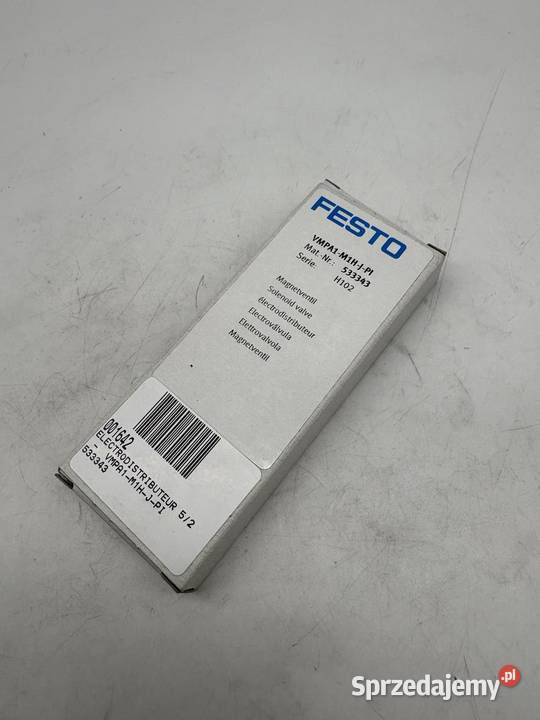 FESTO
VMPA1-M1H-J-PI
Mat.-Nr.: 533343
Serie: H102
Magnetventil
Solenoid valve
électrodistributeur
Electroválvula
Elettrovalvola
Magnetventil
001642
ELECTRODISTRIBUTEUR 5/2
- VMPA1-M1H-J-PI
533343
Sprzedajemy.pl